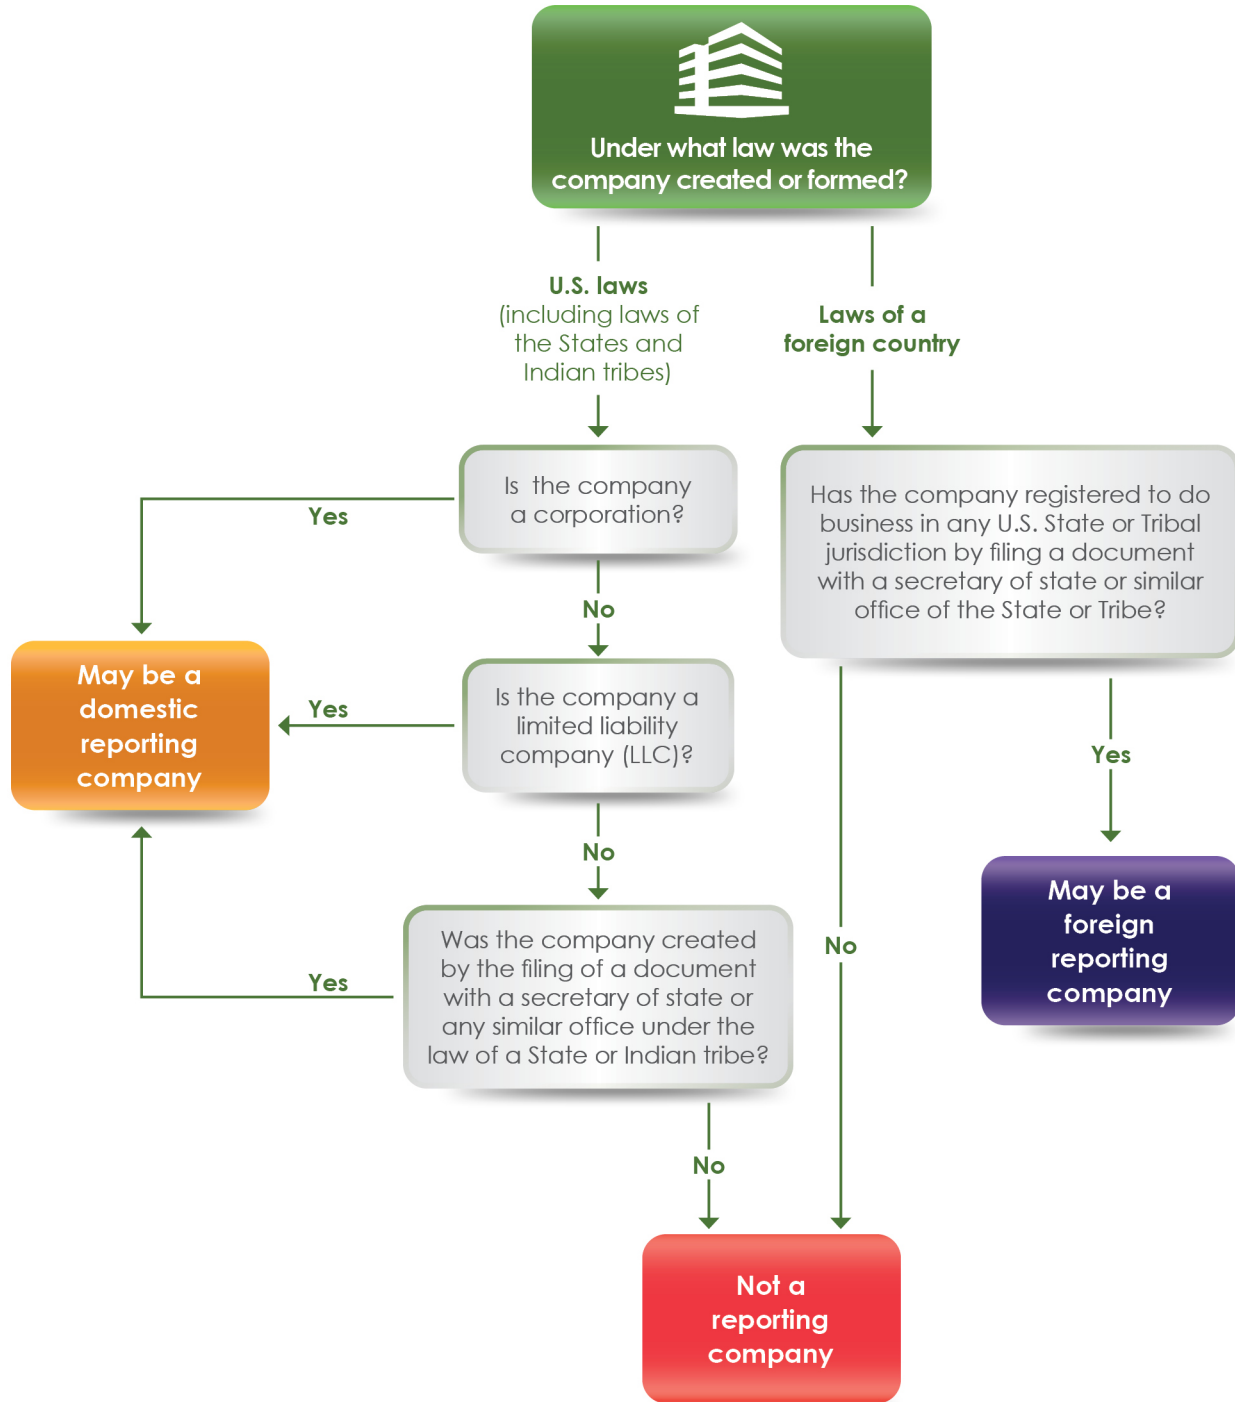 Under what law was the
company created or formed?
U.S. laws
(including laws of
the States and
Indian tribes)
Laws of a
foreign country
Is the company
a corporation?
Has the company registered to do
business in any U.S. State or Tribal
jurisdiction by filing a document
with a secretary of state or similar
office of the State or Tribe?
Yes
No
May be a
domestic
reporting
company
Yes
Is the company a
limited liability
company (LLC)?
Yes
No
May be a
foreign
reporting
company
Was the company created
by the filing of a document
with a secretary of state or
any similar office under the
law of a State or Indian tribe?
Yes
No
No
Not a
reporting
company